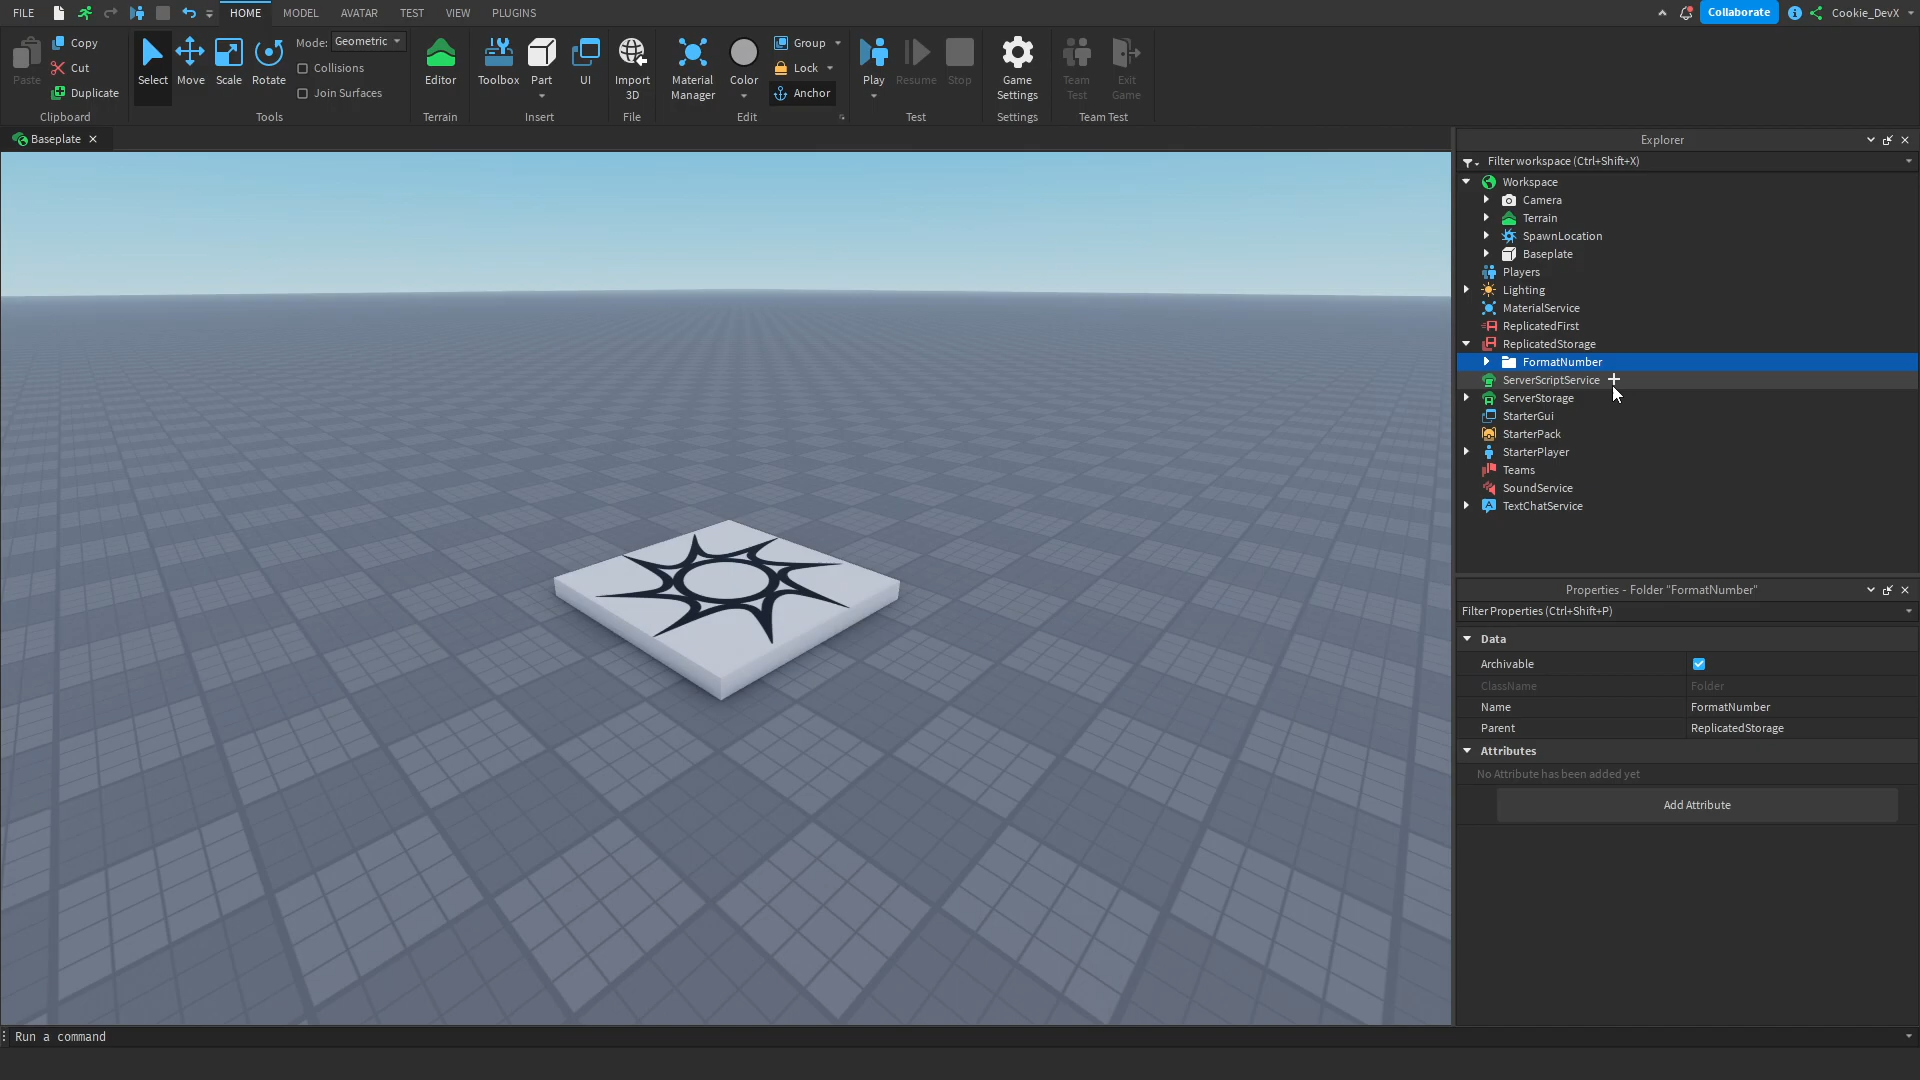 FILE HOME MODEL AVATAR TEST VIEW PLUGINS Collaborate Cookie_DevX
Paste Copy Cut Duplicate Clipboard
Select Move Scale Rotate Mode: Geometric Collisions Join Surfaces Tools
Editor Terrain
Toolbox Part UI Insert
Import 3D File
Material Manager Color Group Lock Anchor Edit
Play Resume Stop Test
Game Settings Settings
Team Test Exit Game Team Test
Baseplate
Explorer
Filter workspace (Ctrl+Shift+X)
Workspace
Camera
Terrain
SpawnLocation
Baseplate
Players
Lighting
MaterialService
ReplicatedFirst
ReplicatedStorage
FormatNumber
ServerScriptService
ServerStorage
StarterGui
StarterPack
StarterPlayer
Teams
SoundService
TextChatService
Properties - Folder "FormatNumber"
Filter Properties (Ctrl+Shift+P)
Data
Archivable
ClassName Folder
Name FormatNumber
Parent ReplicatedStorage
Attributes
No Attribute has been added yet
Add Attribute
Run a command